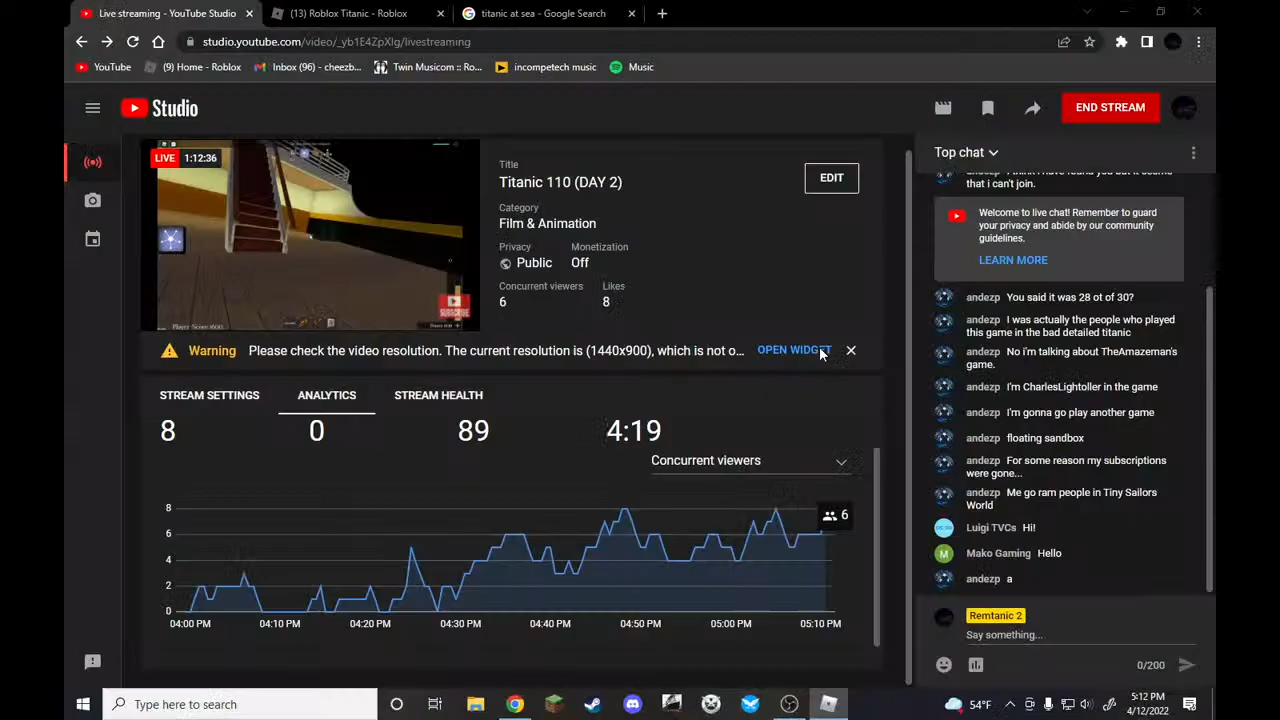 Live streaming - YouTube Studio
(13) Roblox Titanic - Roblox
titanic at sea - Google Search
studio.youtube.com/video/_yb1E4ZpXlg/livestreaming
YouTube
(9) Home - Roblox
Inbox (96) - cheezb...
Twin Musicom :: Ro...
incompetech music
Music
Studio
END STREAM
LIVE 1:12:36
SUBSCRIBE
Title
Titanic 110 (DAY 2)
EDIT
Category
Film & Animation
Privacy
Monetization
Public
Off
Concurrent viewers
Likes
6
8
Warning
Please check the video resolution. The current resolution is (1440x900), which is not o...
OPEN WIDGET
STREAM SETTINGS
ANALYTICS
STREAM HEALTH
8
0
89
4:19
Concurrent viewers
6
8
6
4
2
0
04:00 PM
04:10 PM
04:20 PM
04:30 PM
04:40 PM
04:50 PM
05:00 PM
05:10 PM
Top chat
that i can't join.
Welcome to live chat! Remember to guard
your privacy and abide by our community
guidelines.
LEARN MORE
andezp You said it was 28 ot of 30?
andezp I was actually the people who played
this game in the bad detailed titanic
andezp No i'm talking about TheAmazeman's
game.
andezp I'm CharlesLightoller in the game
andezp I'm gonna go play another game
andezp floating sandbox
andezp For some reason my subscriptions
were gone...
andezp Me go ram people in Tiny Sailors
World
Luigi TVCs Hi!
Mako Gaming Hello
andezp a
Remtanic 2
Say something...
0/200
Type here to search
54°F
5:12 PM
4/12/2022